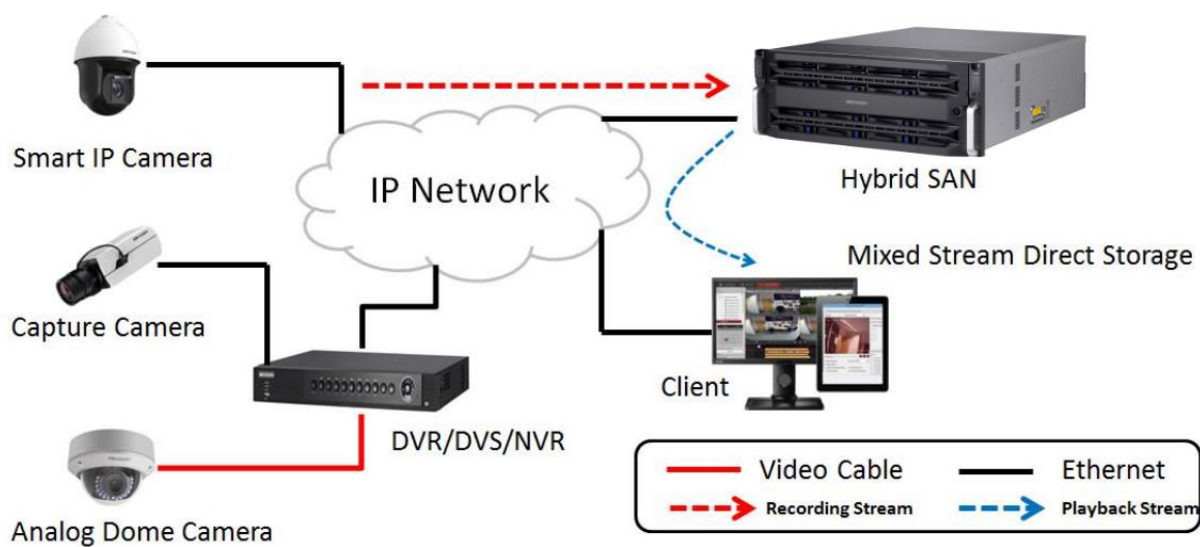 Smart IP Camera
IP Network
Hybrid SAN
Mixed Stream Direct Storage
Capture Camera
Client
DVR/DVS/NVR
Analog Dome Camera
Video Cable
Ethernet
Recording Stream
Playback Stream